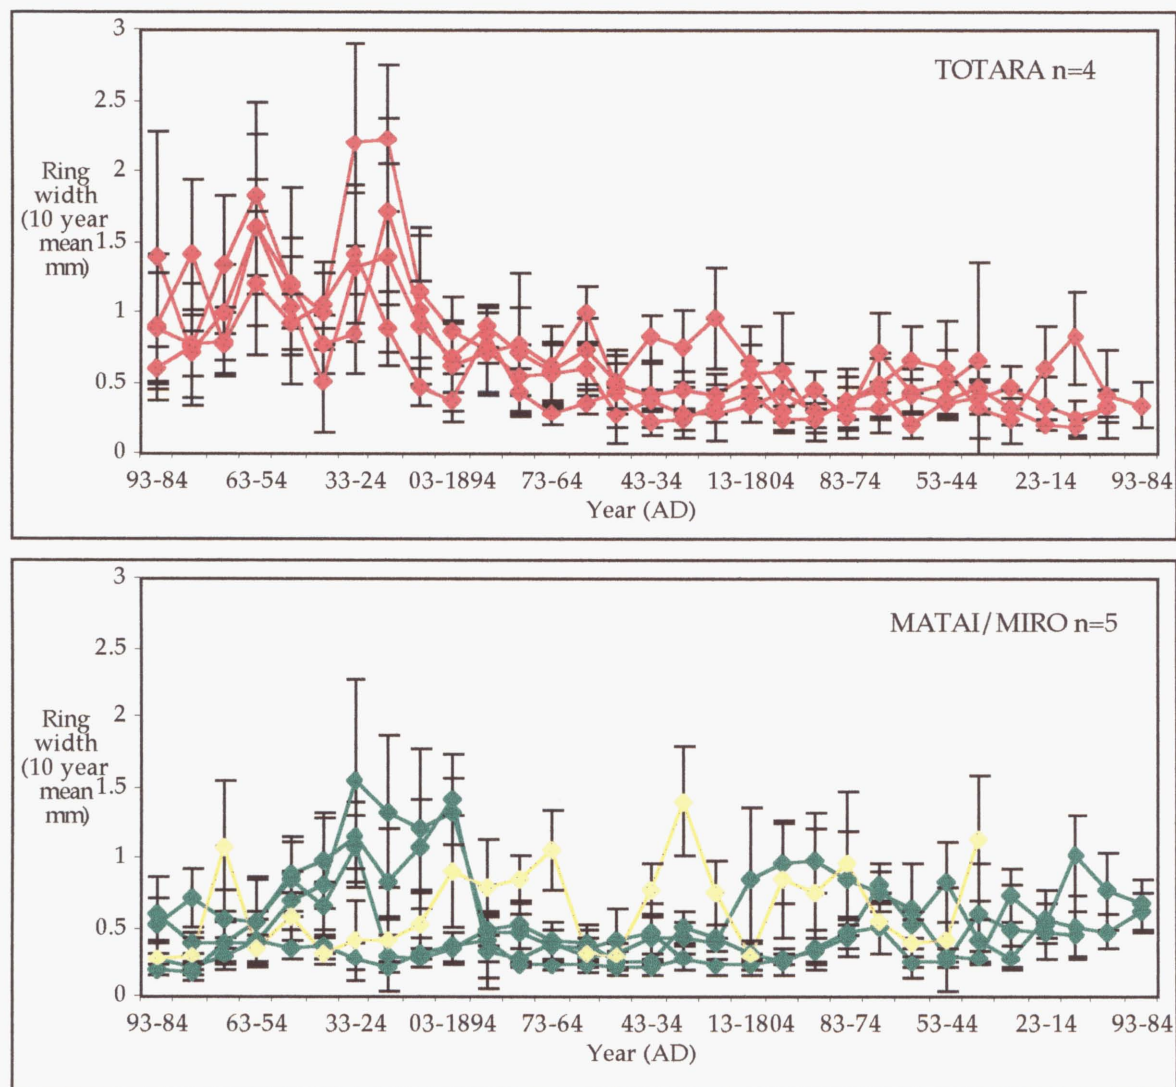 3
TOTARA n=4
2.5
2
Ring
width
(10 year
mean 1.5
mm)
1
0.5
0
93-84 63-54 33-24 03-1894 73-64 43-34 13-1804 83-74 53-44 23-14 93-84
Year (AD)
3
MATAI/MIRO n=5
2.5
2
Ring
width
(10 year
mean 1.5
mm)
1
0.5
0
93-84 63-54 33-24 03-1894 73-64 43-34 13-1804 83-74 53-44 23-14 93-84
Year (AD)